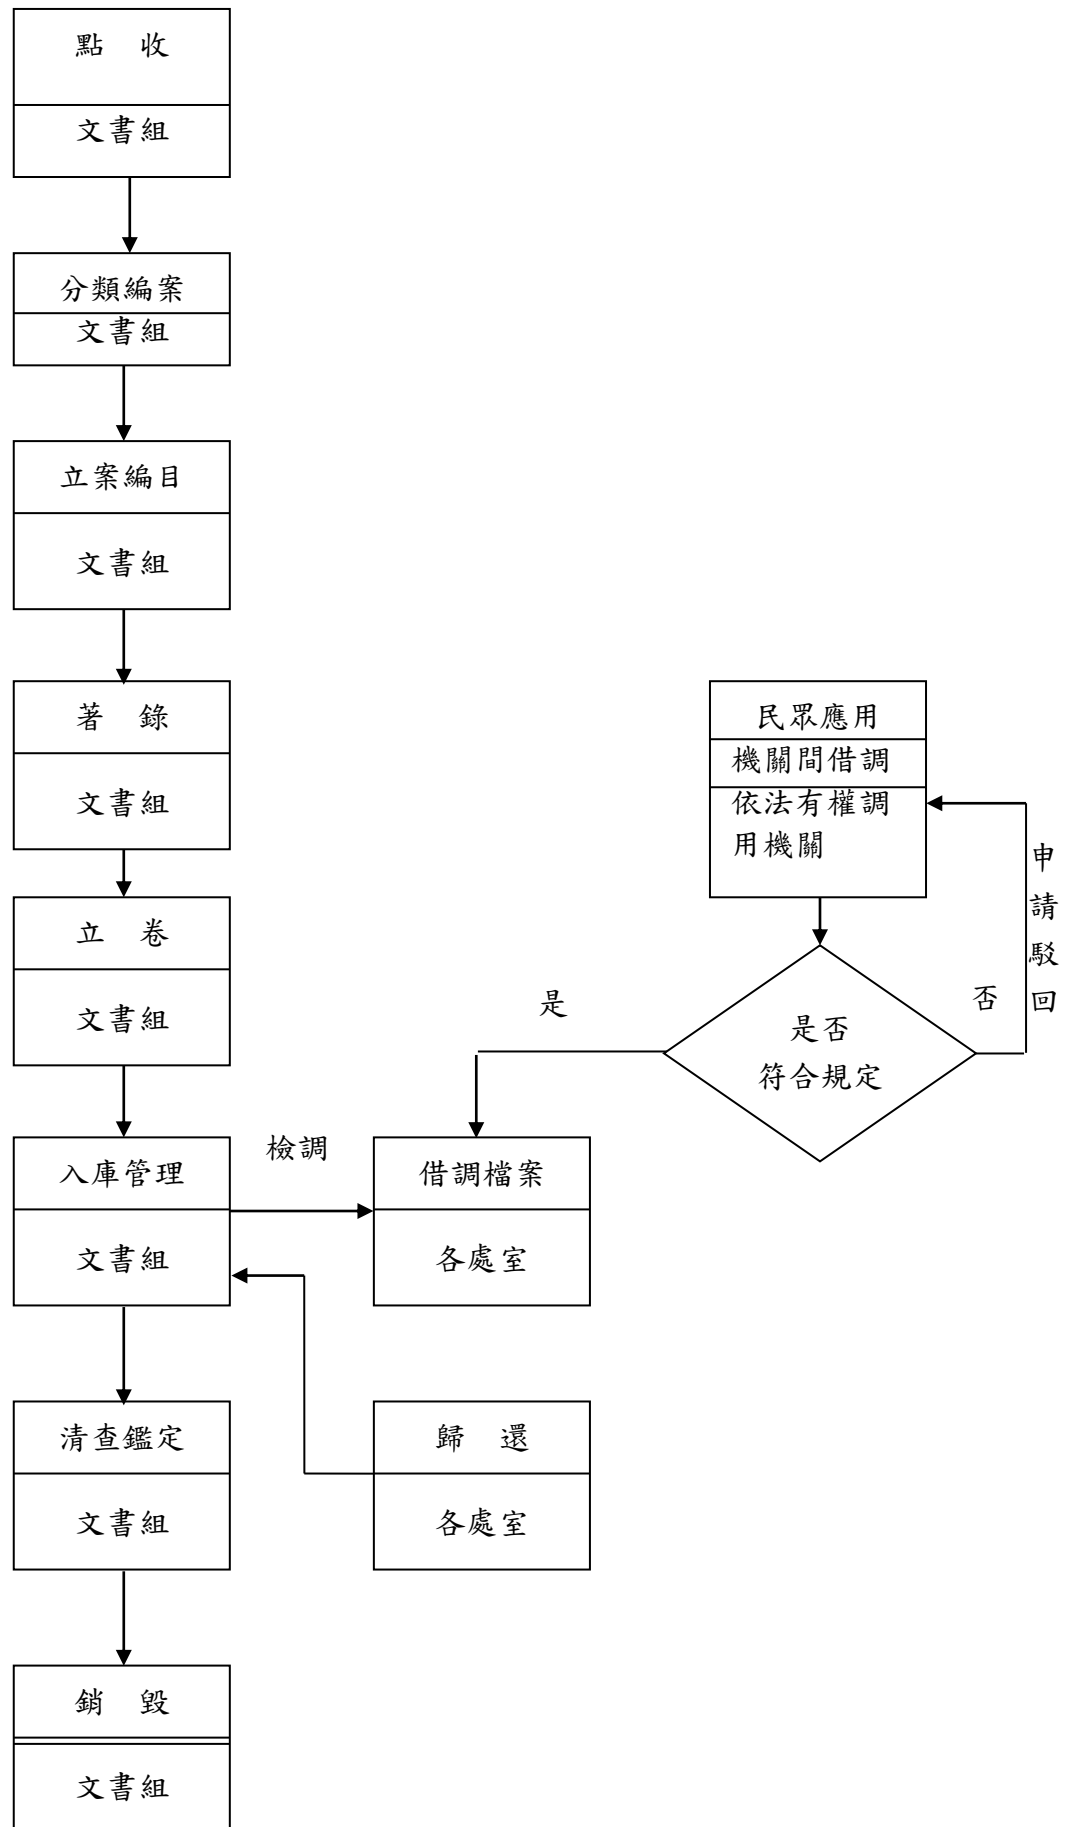 點　收
文書組
分類編案
文書組
立案編目
文書組
著　錄
文書組
立　卷
文書組
入庫管理
文書組
清查鑑定
文書組
銷　毀
文書組
檢調
借調檔案
各處室
歸　還
各處室
民眾應用
機關間借調
依法有權調
用機關
是否
符合規定
是
否
申請駁回